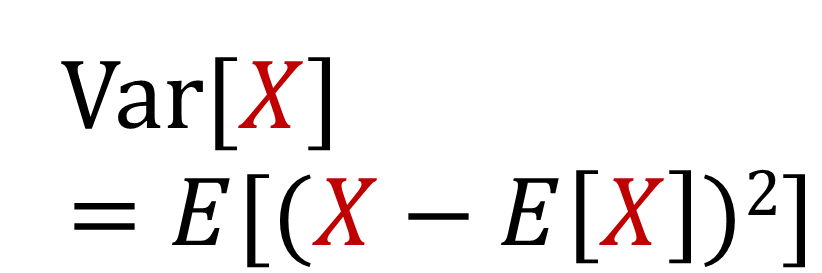 Var[X]
= E[(X − E[X])²]